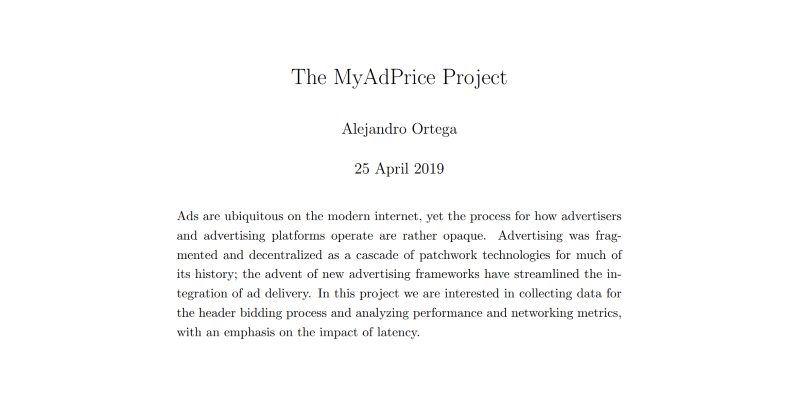 The MyAdPrice Project
Alejandro Ortega
25 April 2019
Ads are ubiquitous on the modern internet, yet the process for how advertisers
and advertising platforms operate are rather opaque. Advertising was frag-
mented and decentralized as a cascade of patchwork technologies for much of
its history; the advent of new advertising frameworks have streamlined the in-
tegration of ad delivery. In this project we are interested in collecting data for
the header bidding process and analyzing performance and networking metrics,
with an emphasis on the impact of latency.